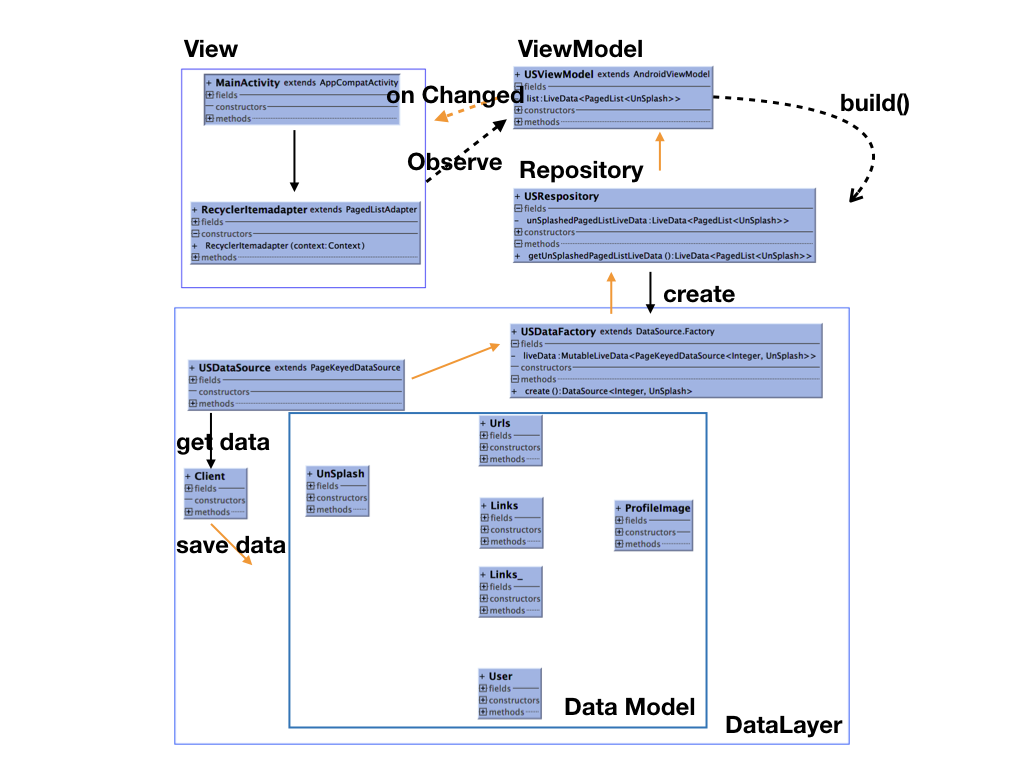 View
+ MainActivity extends AppCompatActivity
fields
constructors
methods
on Changed
Observe
+ RecyclerItemadapter extends PagedListAdapter
fields
constructors
+ RecyclerItemadapter (context: Context)
methods
ViewModel
+ USViewModel extends AndroidViewModel
fields
list : LiveData<PagedList<UnSplash>>
constructors
methods
build()
Repository
+ USRespository
fields
- unSplashedPagedListLiveData : LiveData<PagedList<UnSplash>>
constructors
methods
+ getUnSplashedPagedListLiveData (): LiveData<PagedList<UnSplash>>
create
+ USDataFactory extends DataSource.Factory
fields
- liveData : MutableLiveData<PageKeyedDataSource<Integer, UnSplash>>
constructors
methods
+ create (): DataSource<Integer, UnSplash>
+ USDataSource extends PageKeyedDataSource
fields
constructors
methods
get data
+ Client
fields
constructors
methods
save data
+ UnSplash
fields
constructors
methods
+ Urls
fields
constructors
methods
+ Links
fields
constructors
methods
+ Links_
fields
constructors
methods
+ ProfileImage
fields
constructors
methods
+ User
fields
constructors
methods
Data Model
DataLayer